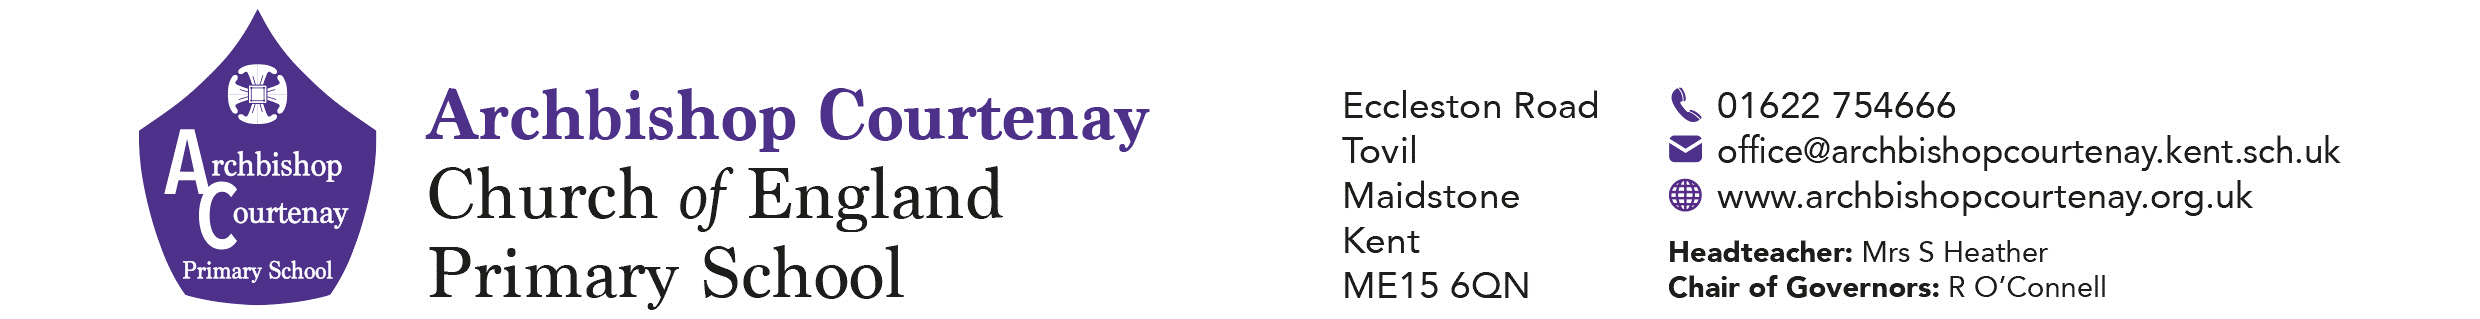 Archbishop
Courtenay
Primary School
Archbishop Courtenay
Church of England
Primary School
Eccleston Road
Tovil
Maidstone
Kent
ME15 6QN
01622 754666
office@archbishopcourtenay.kent.sch.uk
www.archbishopcourtenay.org.uk
Headteacher: Mrs S Heather
Chair of Governors: R O’Connell